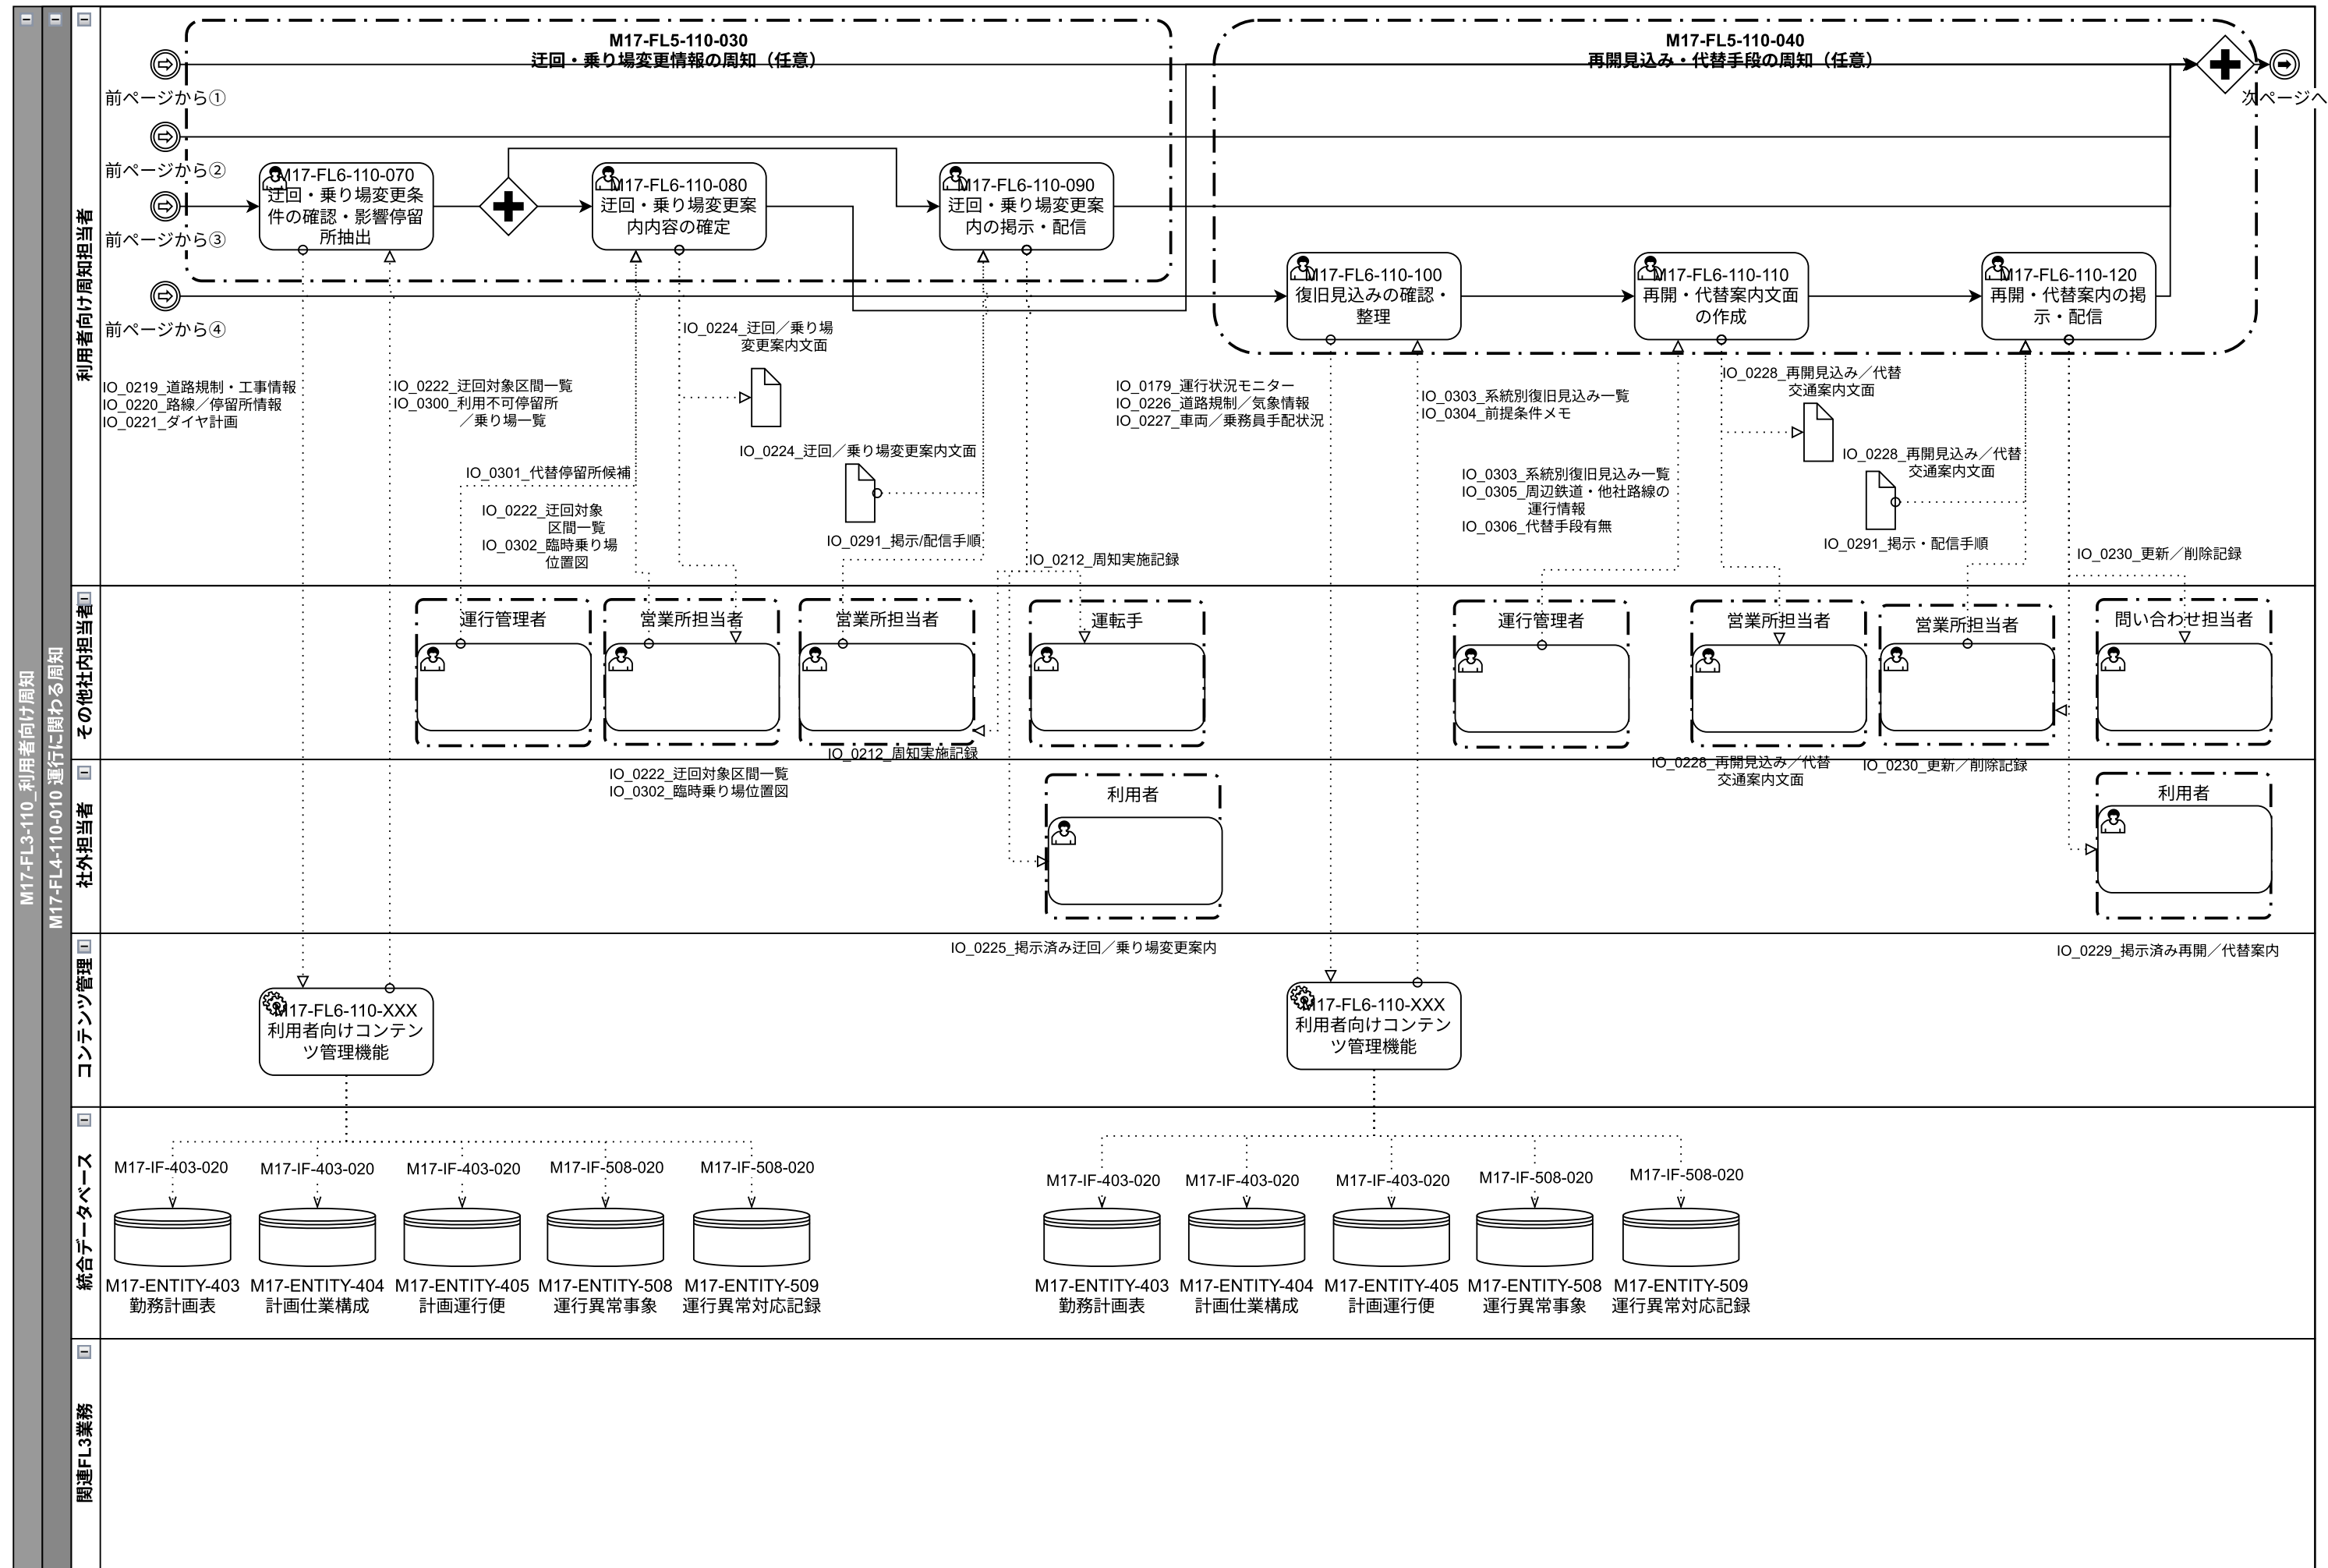 M17-FL3-110_利用者向け周知
M17-FL4-110-010 運行に関わる周知
利用者向け周知担当者
M17-FL5-110-030
迂回・乗り場変更情報の周知（任意）
M17-FL5-110-040
再開見込み・代替手段の周知（任意）
前ページから①
前ページから②
前ページから③
前ページから④
次ページへ
M17-FL6-110-070
迂回・乗り場変更条
件の確認・影響停留
所抽出
M17-FL6-110-080
迂回・乗り場変更案
内内容の確定
M17-FL6-110-090
迂回・乗り場変更案
内の掲示・配信
M17-FL6-110-100
復旧見込みの確認・
整理
M17-FL6-110-110
再開・代替案内文面
の作成
M17-FL6-110-120
再開・代替案内の掲
示・配信
IO_0219_道路規制・工事情報
IO_0220_路線／停留所情報
IO_0221_ダイヤ計画
IO_0222_迂回対象区間一覧
IO_0300_利用不可停留所
／乗り場一覧
IO_0224_迂回／乗り場
変更案内文面
IO_0224_迂回／乗り場変更案内文面
IO_0301_代替停留所候補
IO_0222_迂回対象
区間一覧
IO_0302_臨時乗り場
位置図
IO_0291_掲示/配信手順
IO_0212_周知実施記録
IO_0179_運行状況モニター
IO_0226_道路規制／気象情報
IO_0227_車両／乗務員手配状況
IO_0303_系統別復旧見込み一覧
IO_0304_前提条件メモ
IO_0303_系統別復旧見込み一覧
IO_0305_周辺鉄道・他社路線の
運行情報
IO_0306_代替手段有無
IO_0228_再開見込み／代替
交通案内文面
IO_0228_再開見込み／代替
交通案内文面
IO_0291_掲示・配信手順
IO_0230_更新／削除記録
その他社内担当者
運行管理者
営業所担当者
営業所担当者
運転手
運行管理者
営業所担当者
営業所担当者
問い合わせ担当者
IO_0212_周知実施記録
IO_0228_再開見込み／代替
交通案内文面
IO_0230_更新／削除記録
社外担当者
IO_0222_迂回対象区間一覧
IO_0302_臨時乗り場位置図
利用者
利用者
コンテンツ管理
IO_0225_掲示済み迂回／乗り場変更案内
IO_0229_掲示済み再開／代替案内
M17-FL6-110-XXX
利用者向けコンテン
ツ管理機能
M17-FL6-110-XXX
利用者向けコンテン
ツ管理機能
統合データベース
M17-IF-403-020
M17-IF-403-020
M17-IF-403-020
M17-IF-508-020
M17-IF-508-020
M17-IF-403-020
M17-IF-403-020
M17-IF-403-020
M17-IF-508-020
M17-IF-508-020
M17-ENTITY-403
勤務計画表
M17-ENTITY-404
計画仕業構成
M17-ENTITY-405
計画運行便
M17-ENTITY-508
運行異常事象
M17-ENTITY-509
運行異常対応記録
M17-ENTITY-403
勤務計画表
M17-ENTITY-404
計画仕業構成
M17-ENTITY-405
計画運行便
M17-ENTITY-508
運行異常事象
M17-ENTITY-509
運行異常対応記録
関連FL3業務